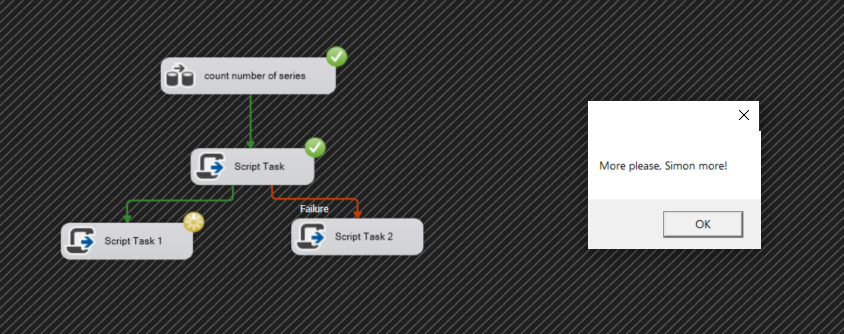 count number of series
Script Task
Failure
Script Task 1
Script Task 2
More please, Simon more!
OK